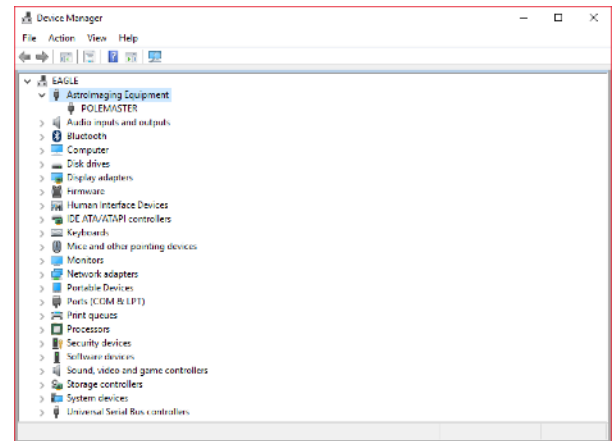 Device Manager
File Action View Help
EAGLE
AstroImaging Equipment
POLEMASTER
Audio inputs and outputs
Bluetooth
Computer
Disk drives
Display adapters
Firmware
Human Interface Devices
IDE ATA/ATAPI controllers
Keyboards
Mice and other pointing devices
Monitors
Network adapters
Portable Devices
Ports (COM & LPT)
Print queues
Processors
Security devices
Software devices
Sound, video and game controllers
Storage controllers
System devices
Universal Serial Bus controllers